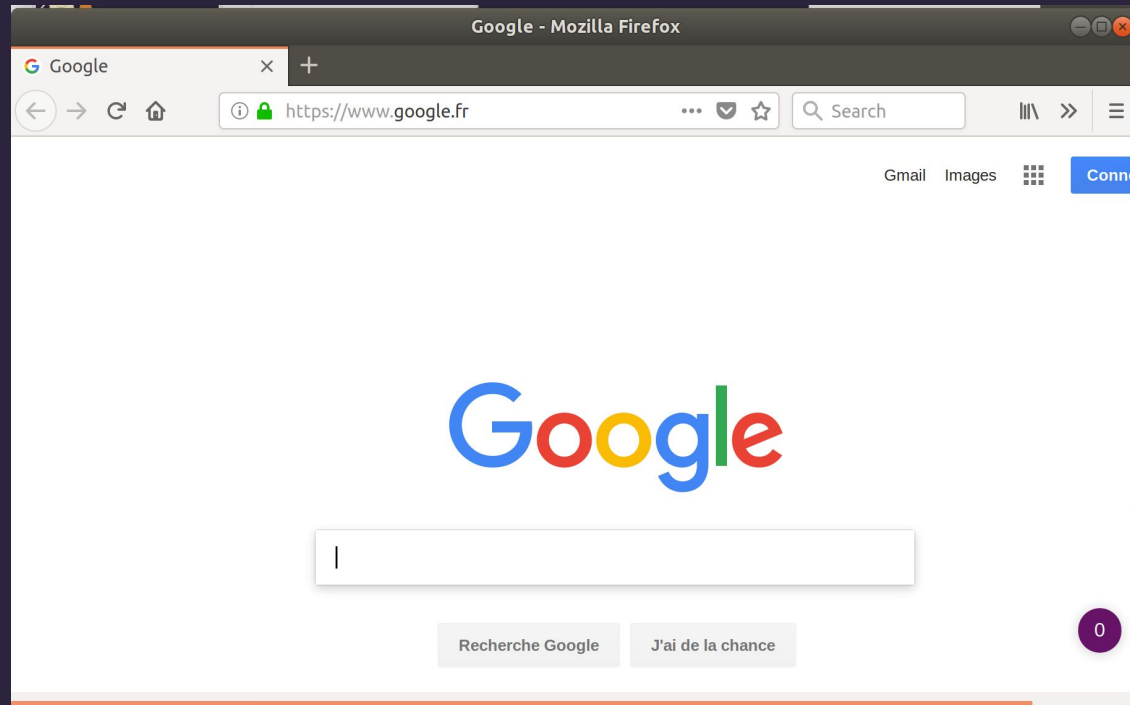 Google - Mozilla Firefox
Google
https://www.google.fr
Search
Gmail Images
Conn
Google
Recherche Google J'ai de la chance
0